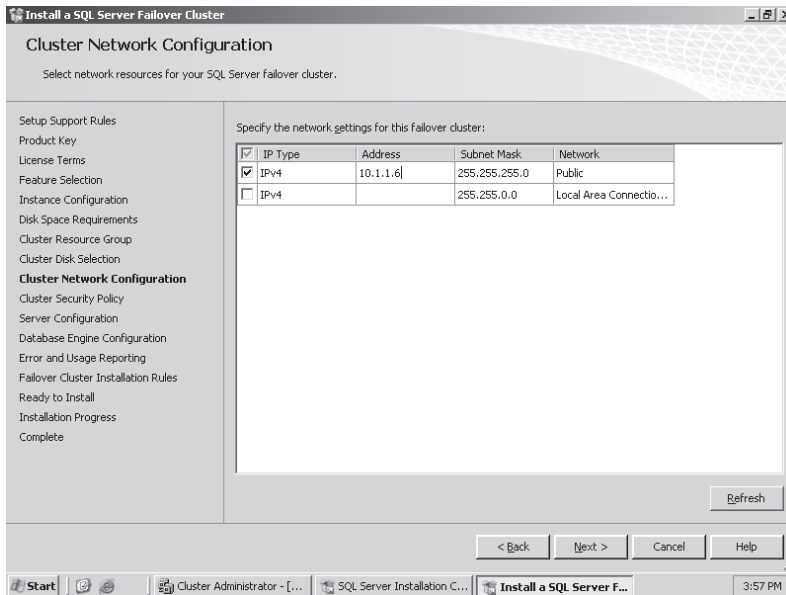 Install a SQL Server Failover Cluster
Cluster Network Configuration
Select network resources for your SQL Server failover cluster.
Setup Support Rules
Product Key
License Terms
Feature Selection
Instance Configuration
Disk Space Requirements
Cluster Resource Group
Cluster Disk Selection
Cluster Network Configuration
Cluster Security Policy
Server Configuration
Database Engine Configuration
Error and Usage Reporting
Failover Cluster Installation Rules
Ready to Install
Installation Progress
Complete
Specify the network settings for this failover cluster:
IP Type Address Subnet Mask Network
IPv4 10.1.1.6 255.255.255.0 Public
IPv4 255.255.0.0 Local Area Connectio...
Refresh
< Back Next > Cancel Help
Start Cluster Administrator - [... SQL Server Installation C... Install a SQL Server F... 3:57 PM